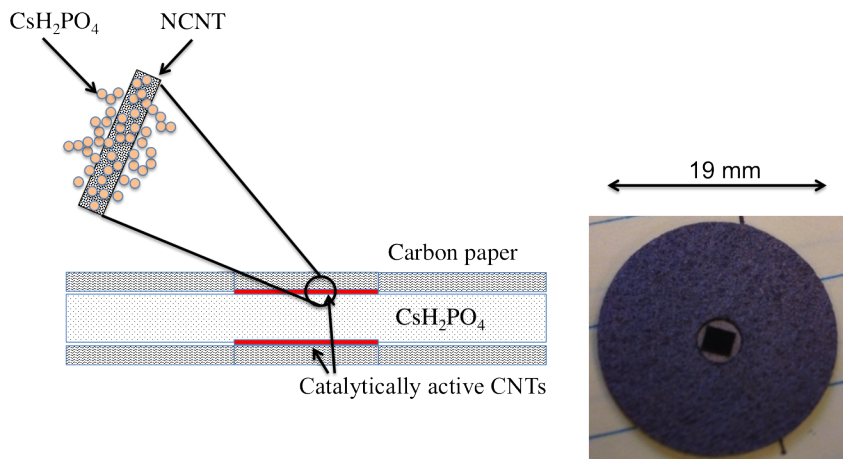 CsH₂PO₄
NCNT
19 mm
Carbon paper
CsH₂PO₄
Catalytically active CNTs